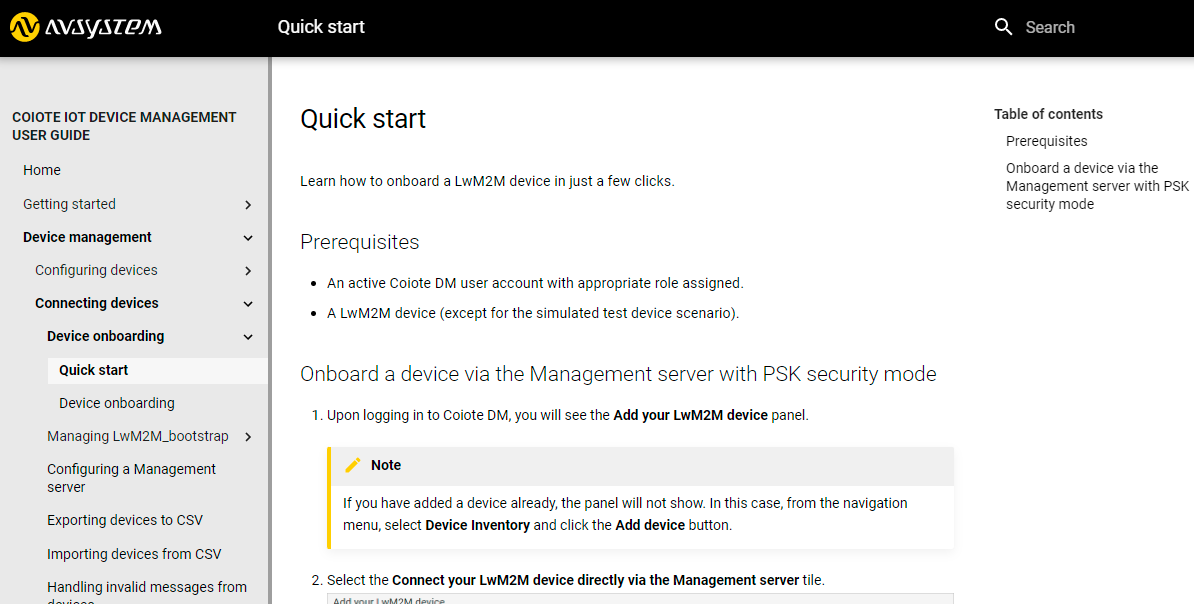 AVSYSTEM
Quick start
Search
COIOTE IOT DEVICE MANAGEMENT
USER GUIDE
Home
Getting started
Device management
Configuring devices
Connecting devices
Device onboarding
Quick start
Device onboarding
Managing LwM2M_bootstrap
Configuring a Management
server
Exporting devices to CSV
Importing devices from CSV
Handling invalid messages from
devices
Quick start
Learn how to onboard a LwM2M device in just a few clicks.
Prerequisites
An active Coiote DM user account with appropriate role assigned.
A LwM2M device (except for the simulated test device scenario).
Onboard a device via the Management server with PSK security mode
1. Upon logging in to Coiote DM, you will see the Add your LwM2M device panel.
Note
If you have added a device already, the panel will not show. In this case, from the navigation
menu, select Device Inventory and click the Add device button.
2. Select the Connect your LwM2M device directly via the Management server tile.
Add your LwM2M device
Table of contents
Prerequisites
Onboard a device via the
Management server with PSK
security mode